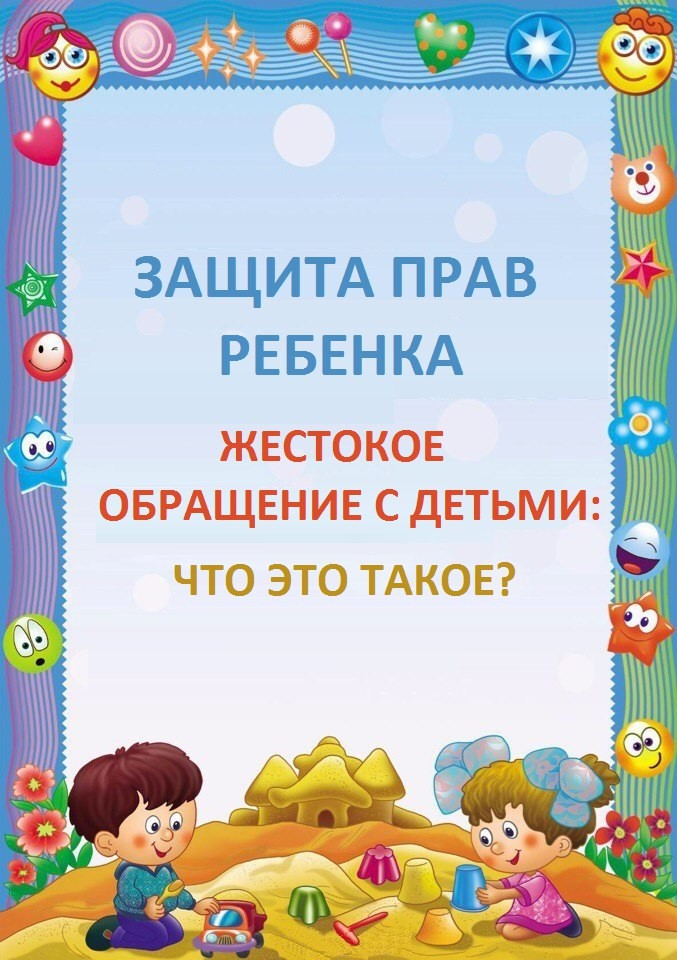 ЗАЩИТА ПРАВ
РЕБЕНКА
ЖЕСТОКОЕ
ОБРАЩЕНИЕ С ДЕТЬМИ:
ЧТО ЭТО ТАКОЕ?